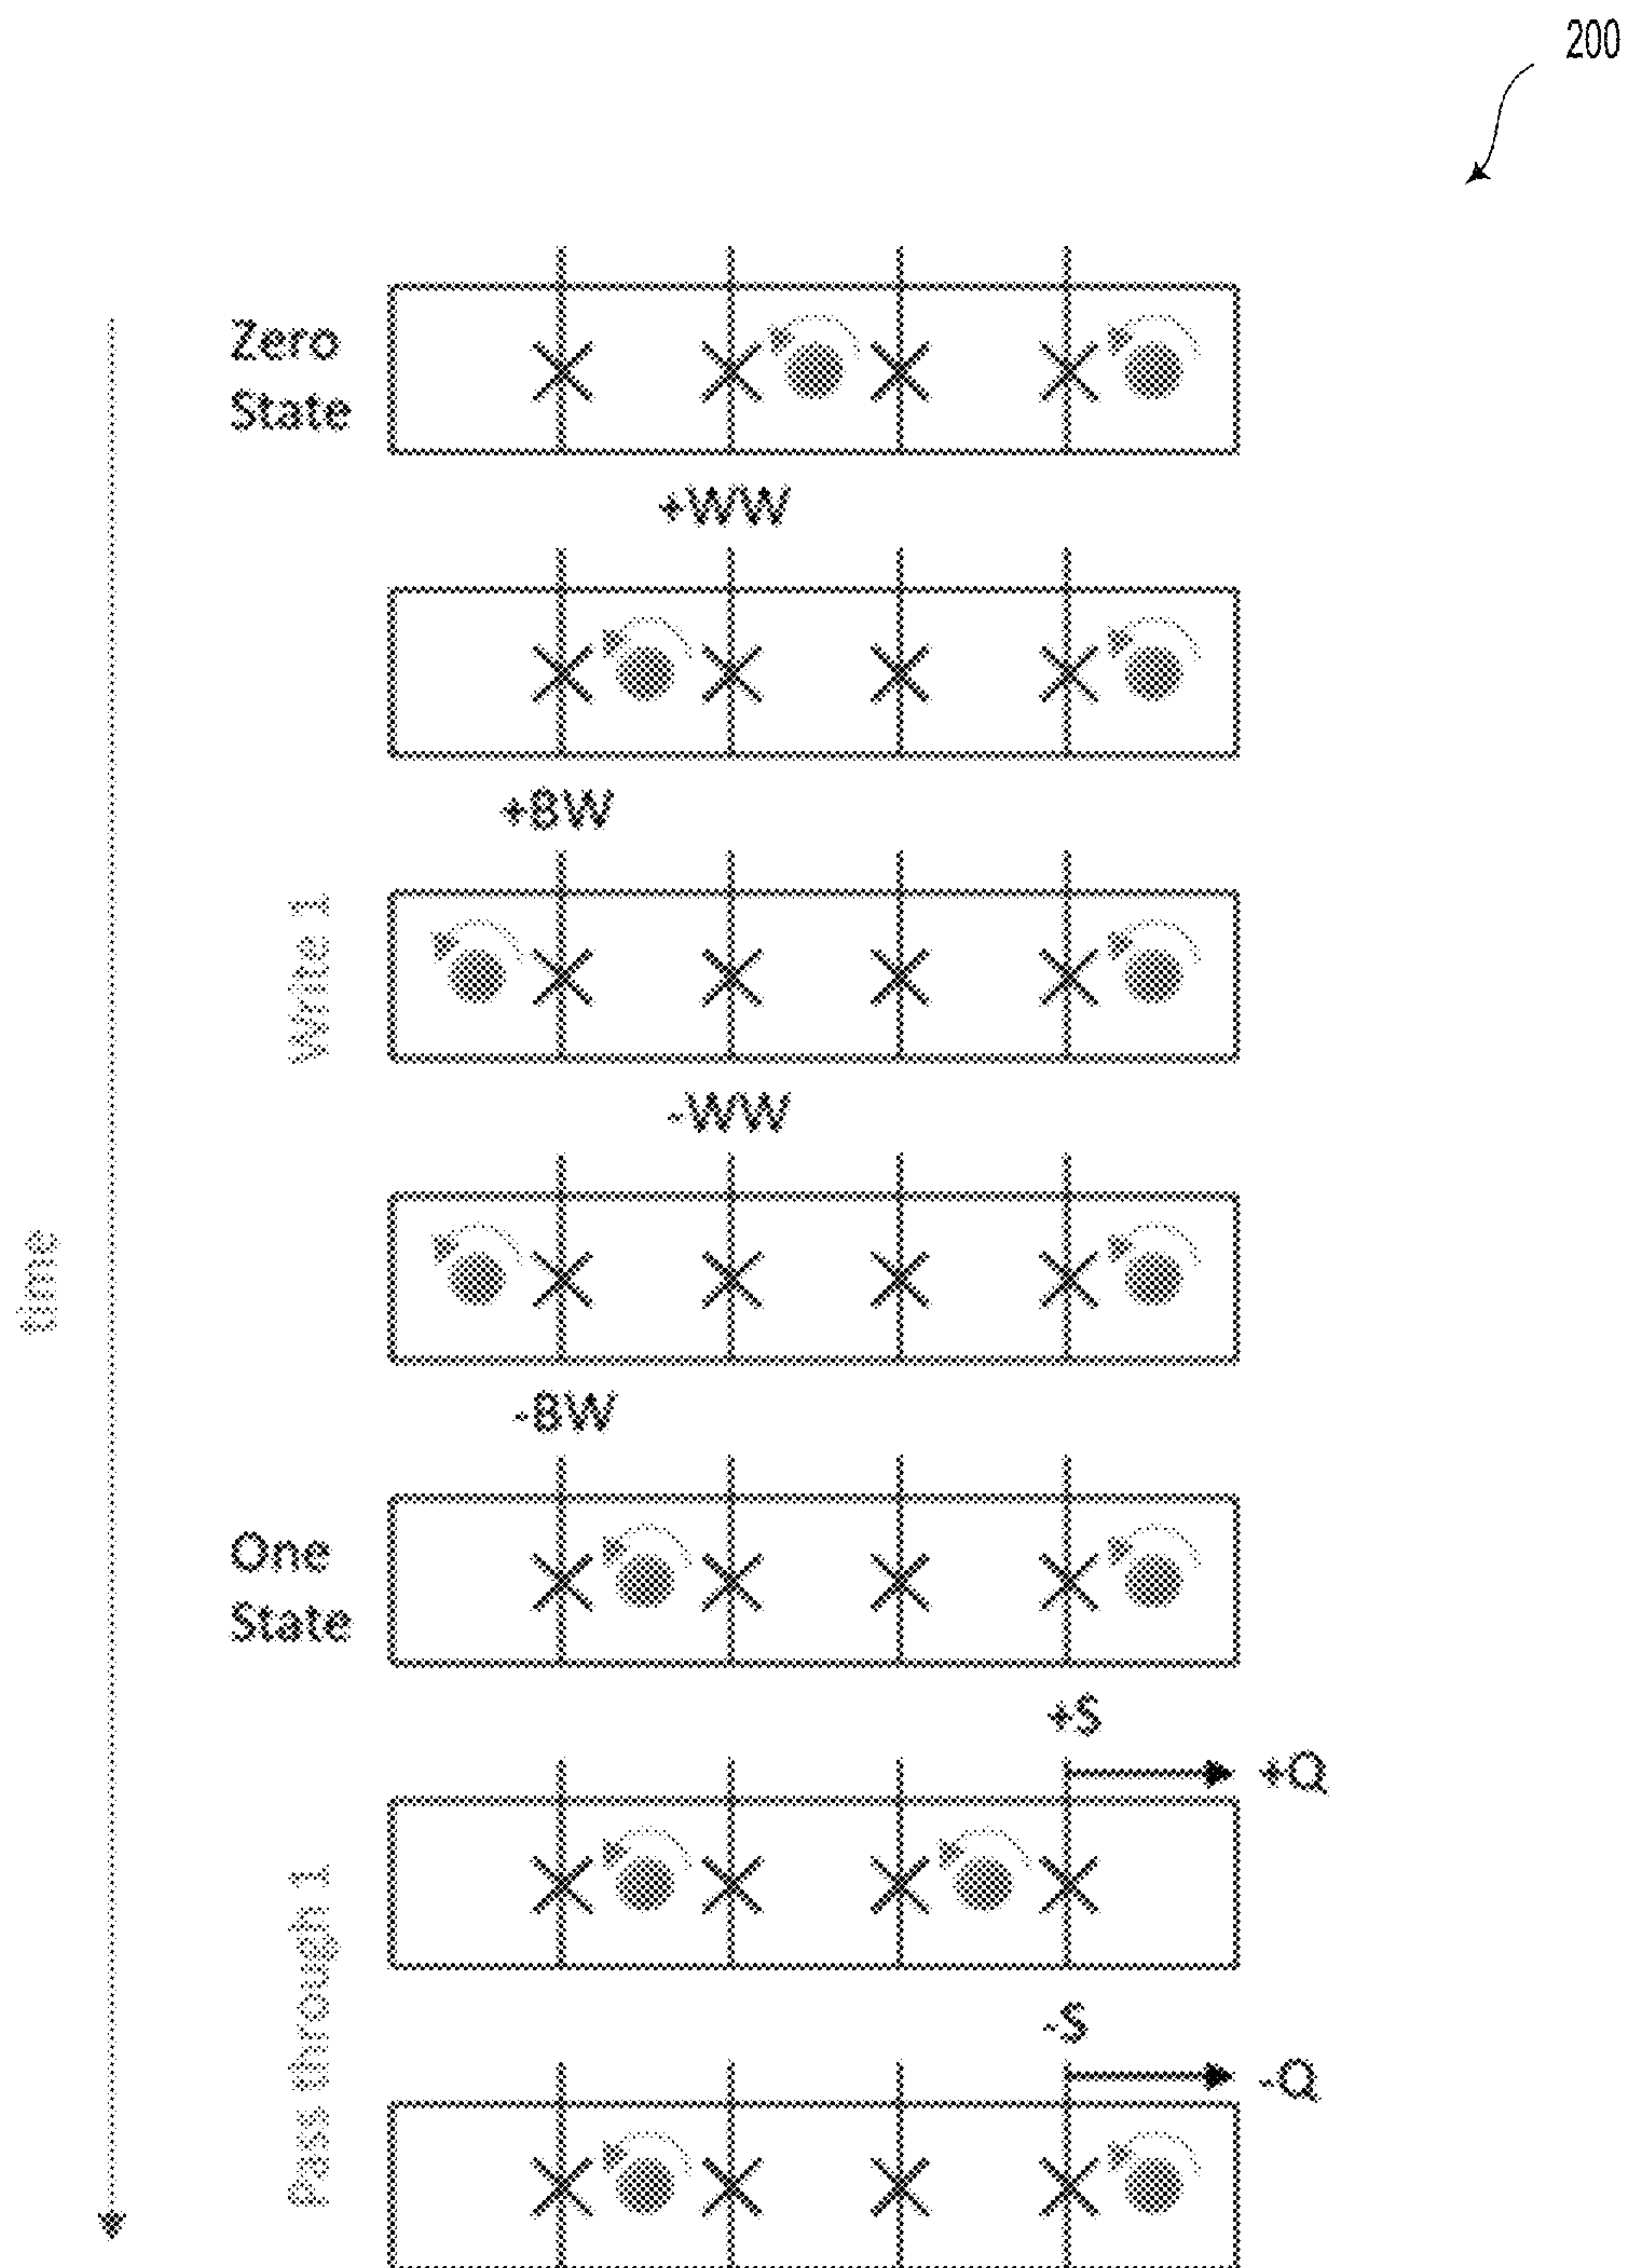 200
Zero
State
+WW
+BW
Write 1
-WW
time
-BW
One
State
+S
+Q
Pass through 1
-S
-Q